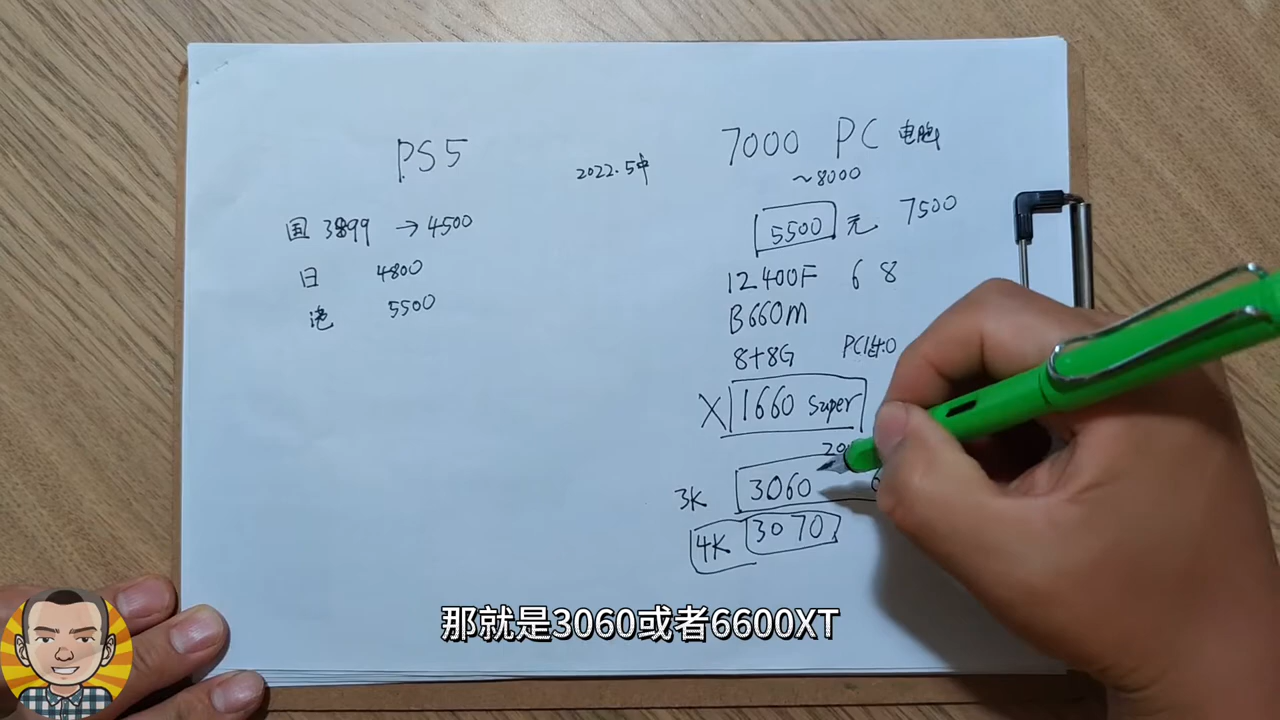 PS5
国 3899 → 4500
日 4800
港 5500
2022.5中
7000 PC 电脑
~8000
5500 元 7500
12400F 6 8
B660M
8+8G PCIE4.0
X 1660 super
20
3K 3060 6
4K 3070
那就是3060或者6600XT